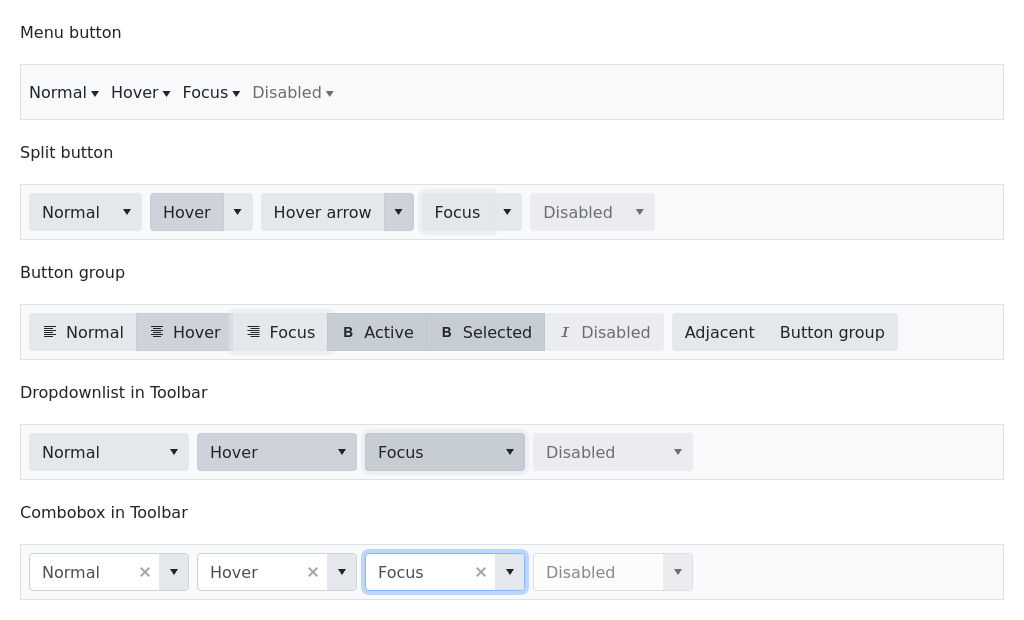 Menu button
Normal Hover Focus Disabled
Split button
Normal Hover Hover arrow Focus Disabled
Button group
Normal Hover Focus B Active B Selected I Disabled Adjacent Button group
Dropdownlist in Toolbar
Normal Hover Focus Disabled
Combobox in Toolbar
Normal Hover Focus Disabled